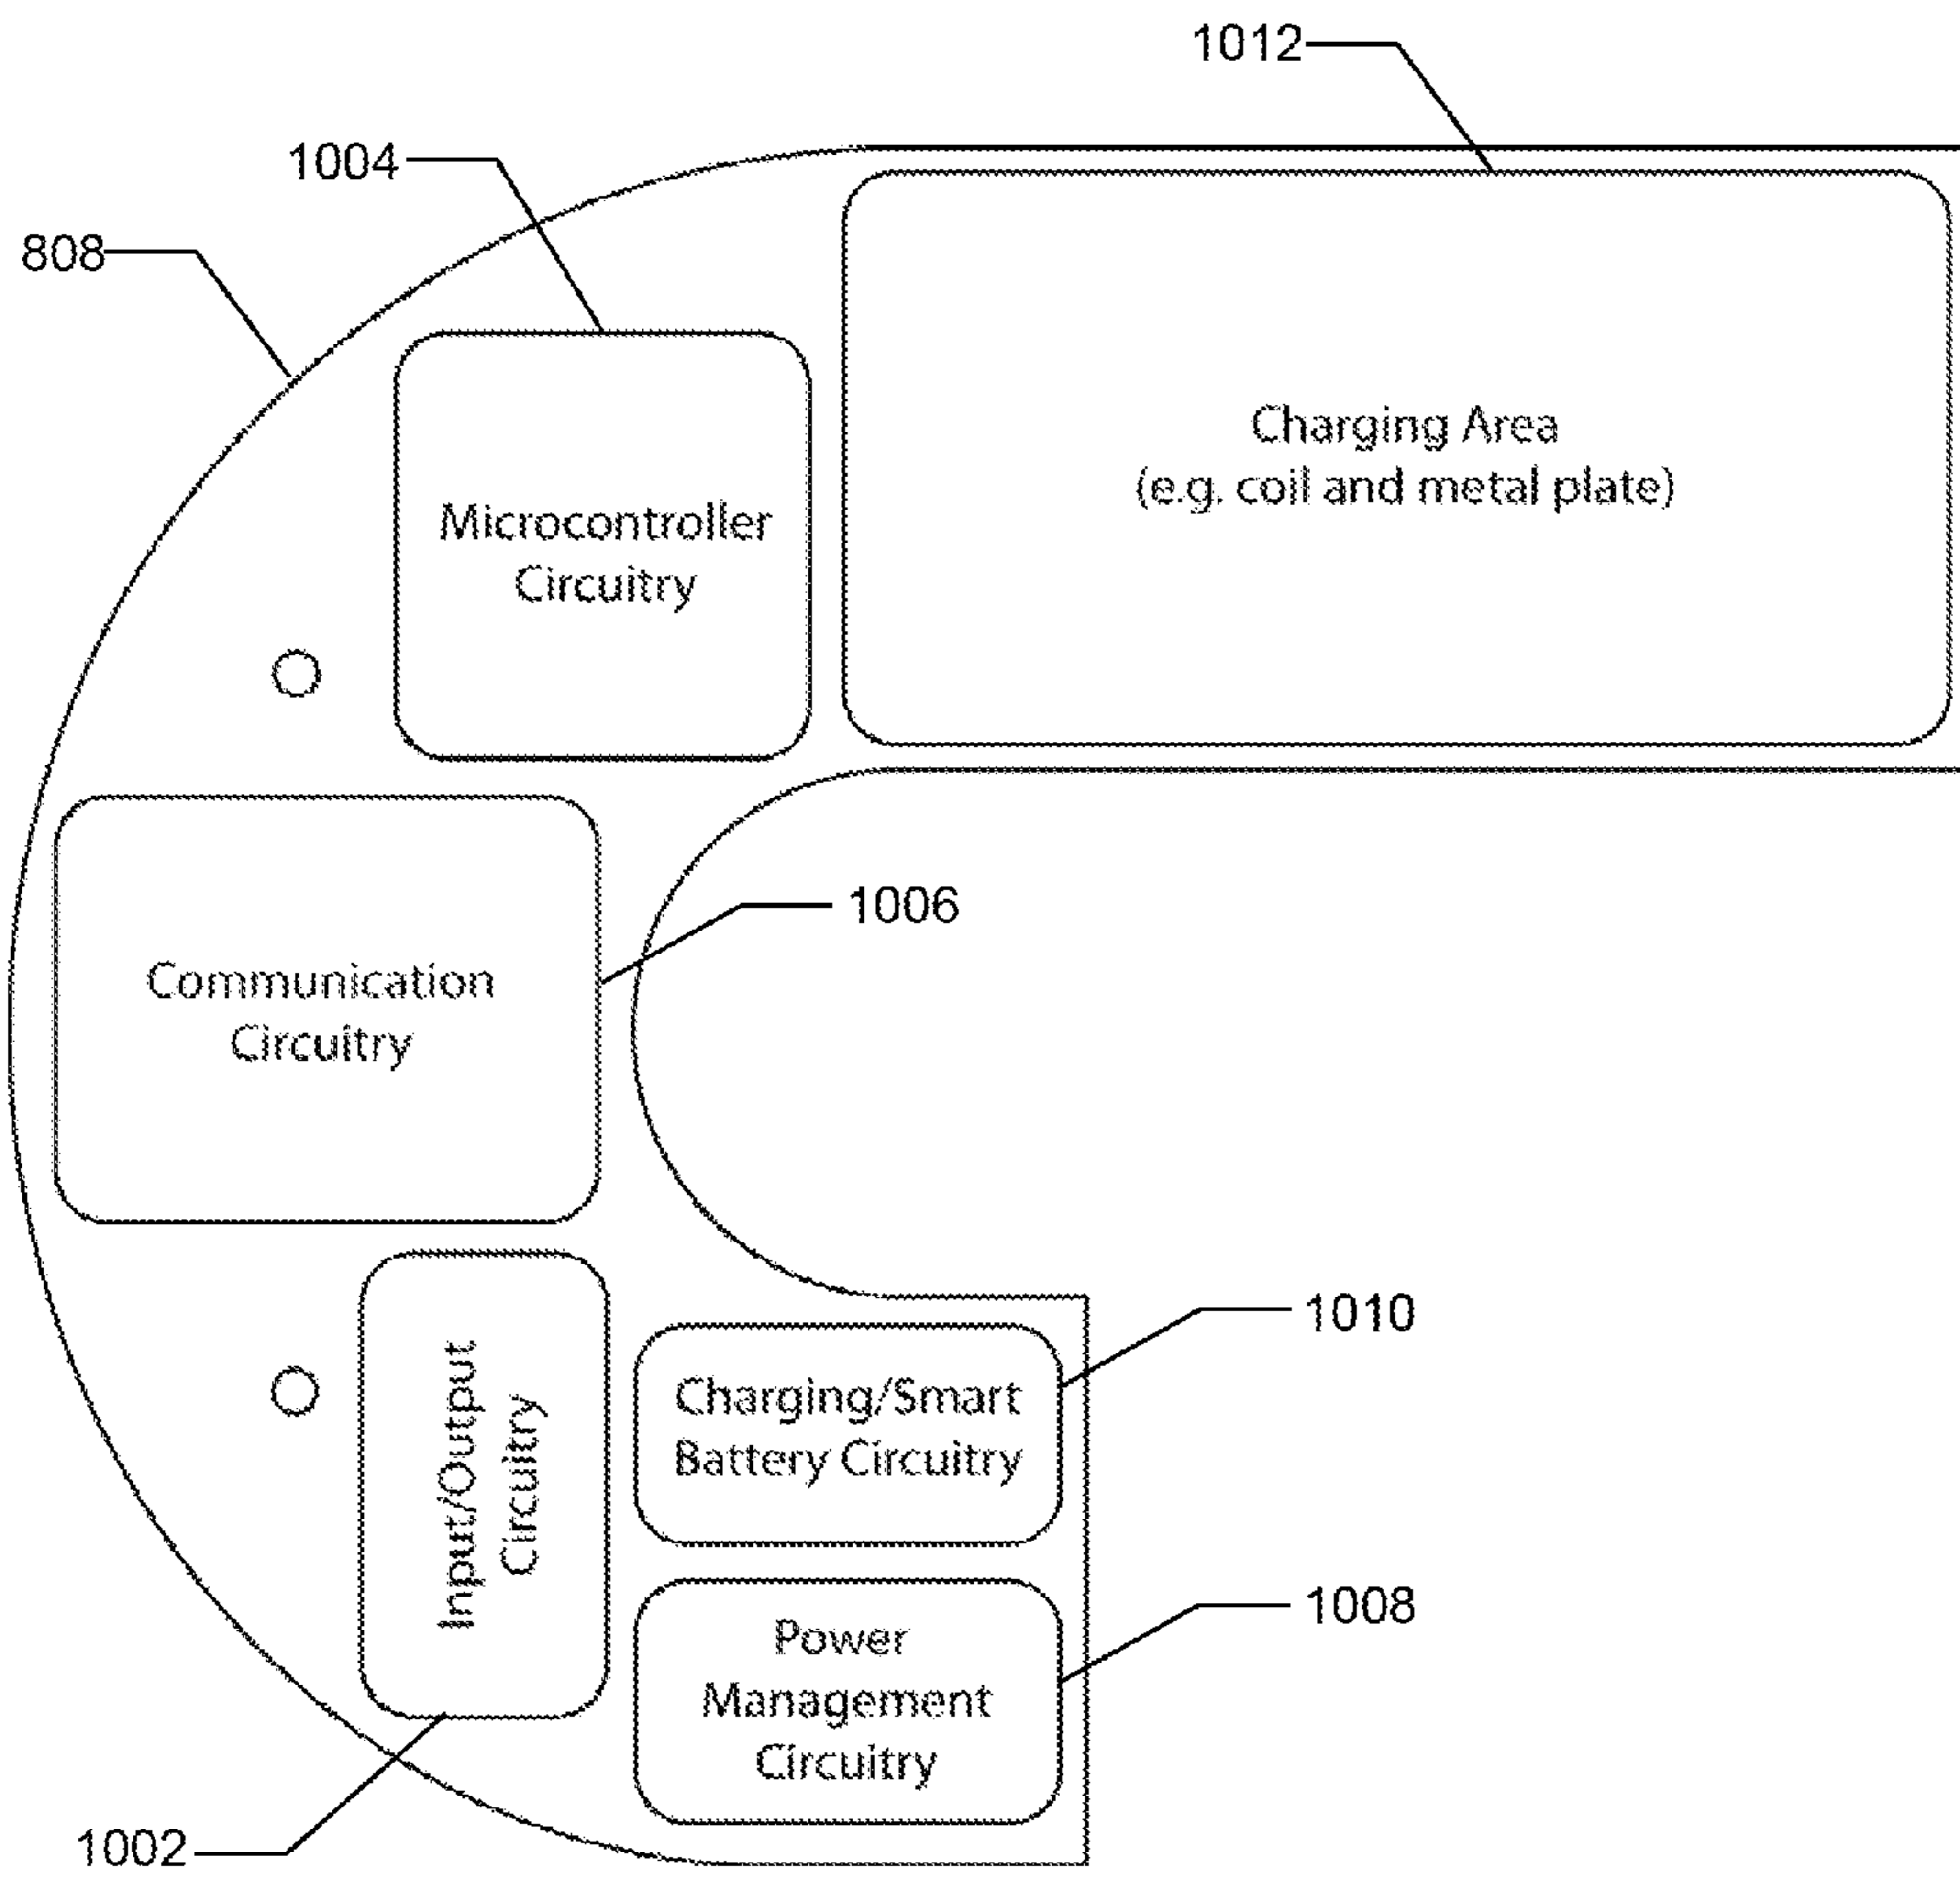 1012
1004
808
Charging Area
(e.g. coil and metal plate)
Microcontroller
Circuitry
1006
Communication
Circuitry
1010
Input/Output
Circuitry
Charging/Smart
Battery Circuitry
1008
Power
Management
Circuitry
1002